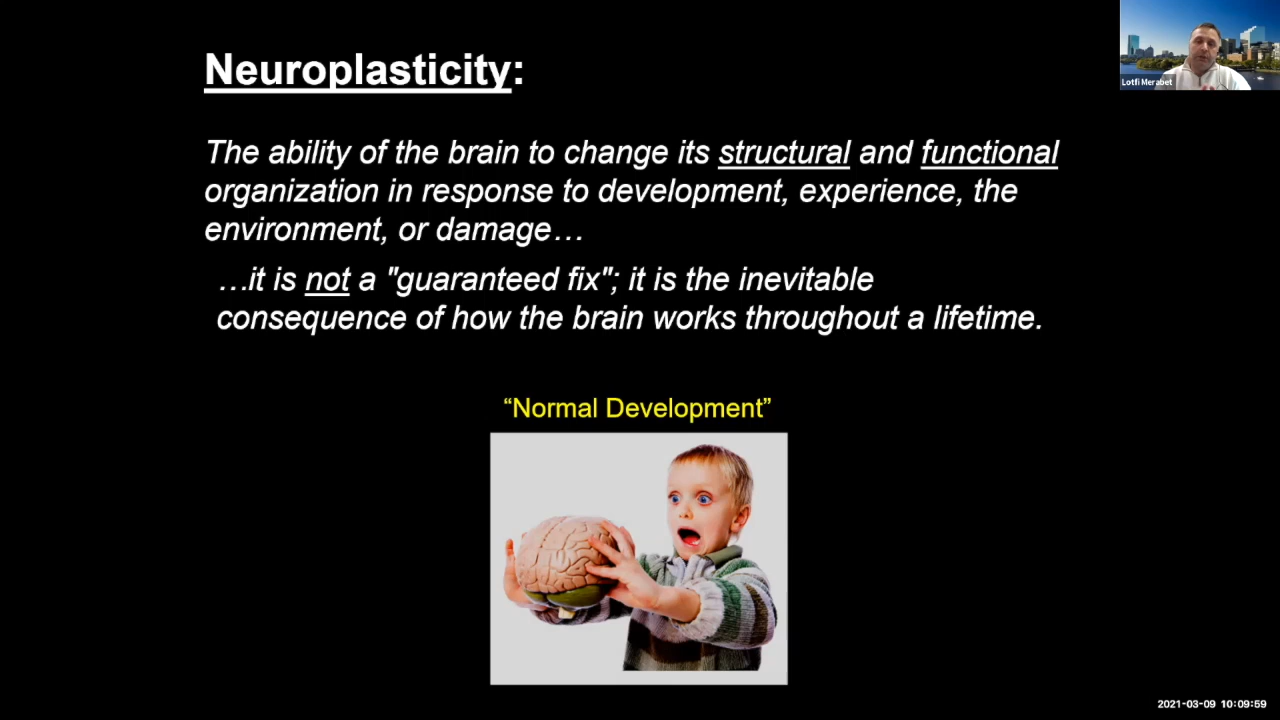 Neuroplasticity:
Lotfi Merabet
The ability of the brain to change its structural and functional
organization in response to development, experience, the
environment, or damage…
…it is not a "guaranteed fix"; it is the inevitable
consequence of how the brain works throughout a lifetime.
“Normal Development”
2021-03-09 10:09:59